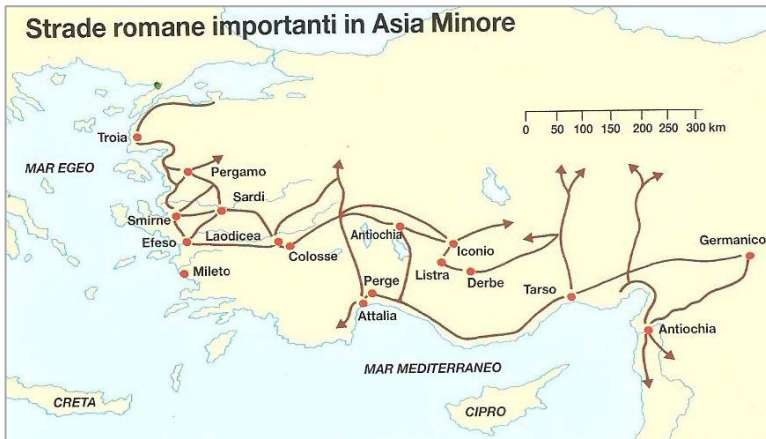 Strade romane importanti in Asia Minore
0 50 100 150 200 250 300 km
Troia
MAR EGEO
Pergamo
Sardi
Smirne
Efeso
Laodicea
Colosse
Mileto
Antiochia
Iconio
Listra
Derbe
Perge
Attalia
Tarso
Germanico
Antiochia
MAR MEDITERRANEO
CRETA
CIPRO